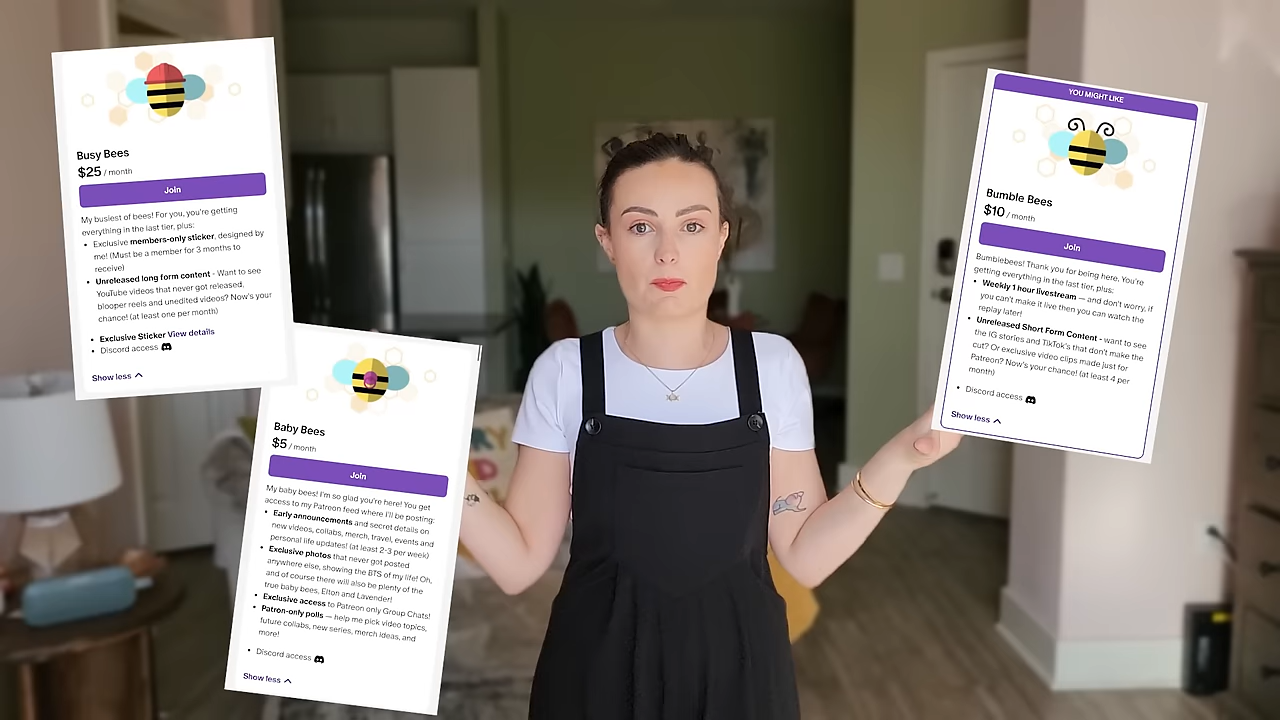 Busy Bees
$25 / month
Join
My busiest of bees! For you, you're getting
everything in the last tier, plus:
• Exclusive members-only sticker, designed by
me! (Must be a member for 3 months to
receive)
• Unreleased long form content - Want to see
YouTube videos that never got released,
blooper reels and unedited videos? Now's your
chance! (at least one per month)
• Exclusive Sticker View details
• Discord access
Show less
Baby Bees
$5 / month
Join
My baby bees! I'm so glad you're here! You get
access to my Patreon feed where I'll be posting:
• Early announcements and secret details on
new videos, collabs, merch, travel, events and
personal life updates! (at least 2-3 per week)
• Exclusive photos that never got posted
anywhere else, showing the BTS of my life! Oh,
and of course there will also be plenty of the
true baby bees, Elton and Lavender!
• Exclusive access to Patreon only Group Chats!
• Patron-only polls — help me pick video topics,
future collabs, new series, merch ideas, and
more!
• Discord access
Show less
YOU MIGHT LIKE
Bumble Bees
$10 / month
Join
Bumblebees! Thank you for being here. You're
getting everything in the last tier, plus:
• Weekly 1 hour livestream — and don't worry, if
you can't make it live then you can watch the
replay later!
• Unreleased Short Form Content - want to see
the IG stories and TikTok's that don't make the
cut? Or exclusive video clips made just for
Patreon? Now's your chance! (at least 4 per
month)
• Discord access
Show less